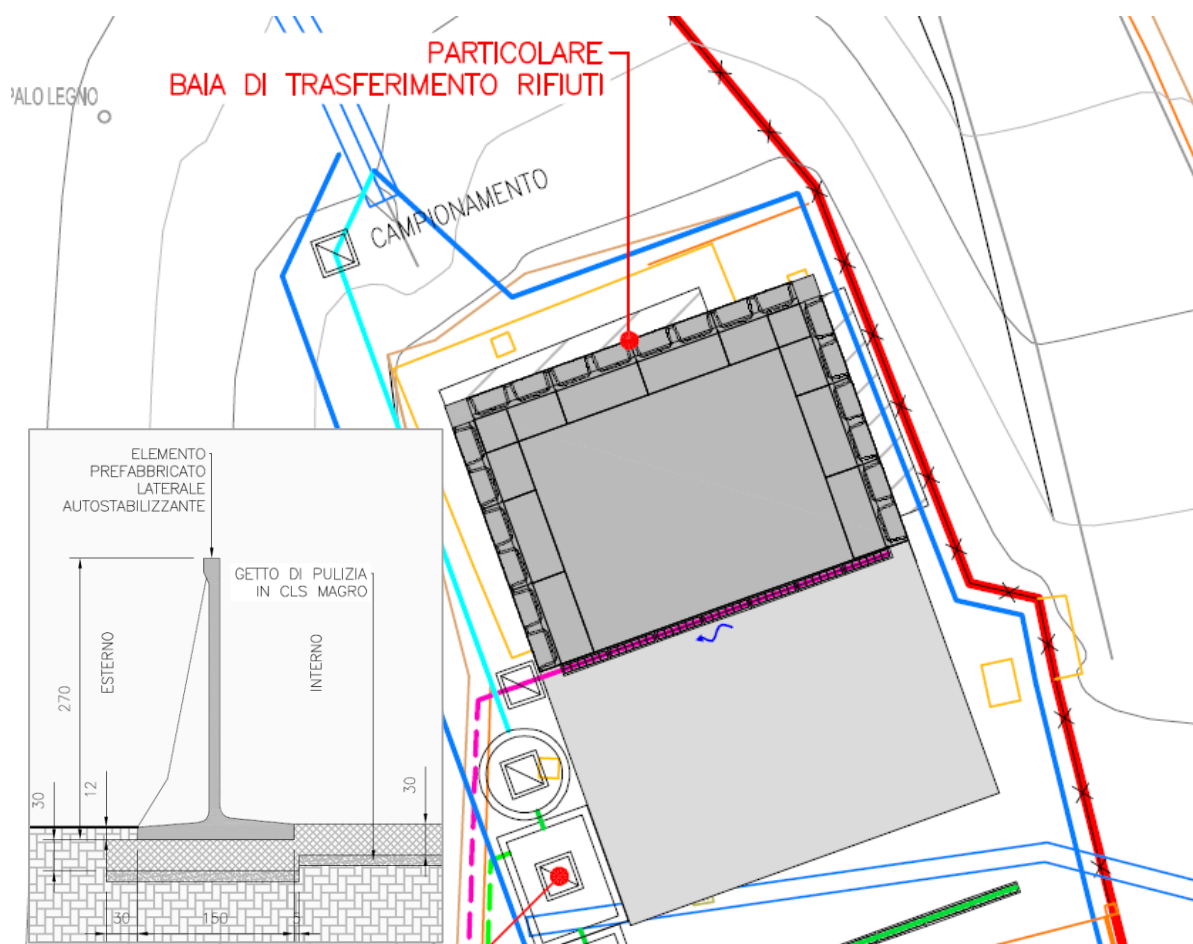 PARTICOLARE
BAIA DI TRASFERIMENTO RIFIUTI
PALO LEGNO
CAMPIONAMENTO
ELEMENTO
PREFABBRICATO
LATERALE
AUTOSTABILIZZANTE
GETTO DI PULIZIA
IN CLS MAGRO
ESTERNO
INTERNO
270
12
30
30
30
150
5